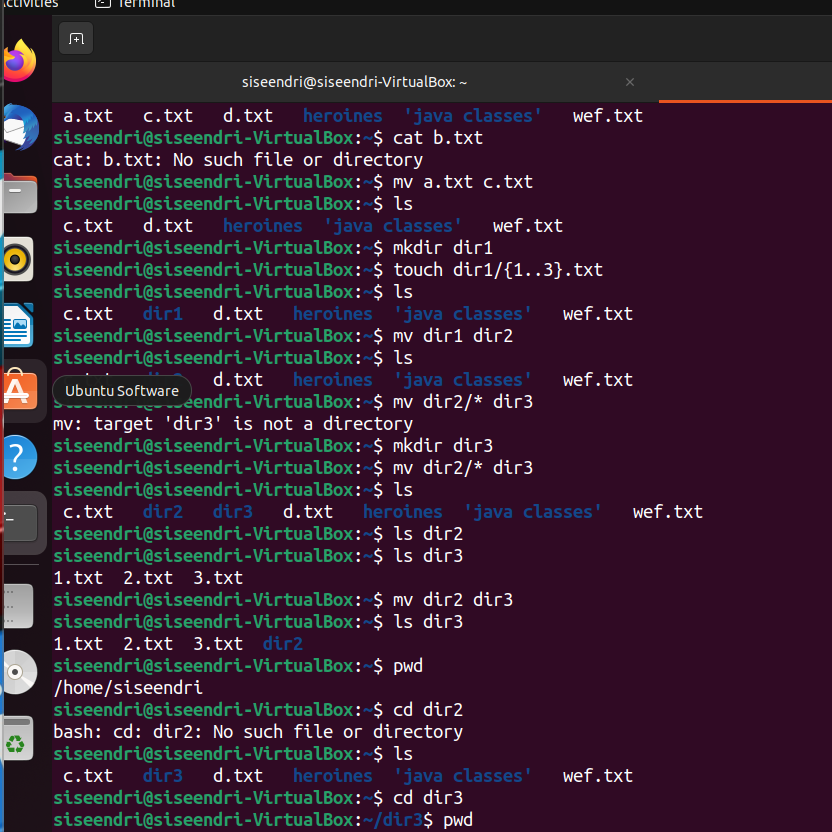 Activities Terminal
siseendri@siseendri-VirtualBox: ~
a.txt c.txt d.txt heroines 'java classes' wef.txt
siseendri@siseendri-VirtualBox:~$ cat b.txt
cat: b.txt: No such file or directory
siseendri@siseendri-VirtualBox:~$ mv a.txt c.txt
siseendri@siseendri-VirtualBox:~$ ls
c.txt d.txt heroines 'java classes' wef.txt
siseendri@siseendri-VirtualBox:~$ mkdir dir1
siseendri@siseendri-VirtualBox:~$ touch dir1/{1..3}.txt
siseendri@siseendri-VirtualBox:~$ ls
c.txt dir1 d.txt heroines 'java classes' wef.txt
siseendri@siseendri-VirtualBox:~$ mv dir1 dir2
siseendri@siseendri-VirtualBox:~$ ls
d.txt heroines 'java classes' wef.txt
Ubuntu Software
siseendri@siseendri-VirtualBox:~$ mv dir2/* dir3
mv: target 'dir3' is not a directory
siseendri@siseendri-VirtualBox:~$ mkdir dir3
siseendri@siseendri-VirtualBox:~$ mv dir2/* dir3
siseendri@siseendri-VirtualBox:~$ ls
c.txt dir2 dir3 d.txt heroines 'java classes' wef.txt
siseendri@siseendri-VirtualBox:~$ ls dir2
siseendri@siseendri-VirtualBox:~$ ls dir3
1.txt 2.txt 3.txt
siseendri@siseendri-VirtualBox:~$ mv dir2 dir3
siseendri@siseendri-VirtualBox:~$ ls dir3
1.txt 2.txt 3.txt dir2
siseendri@siseendri-VirtualBox:~$ pwd
/home/siseendri
siseendri@siseendri-VirtualBox:~$ cd dir2
bash: cd: dir2: No such file or directory
siseendri@siseendri-VirtualBox:~$ ls
c.txt dir3 d.txt heroines 'java classes' wef.txt
siseendri@siseendri-VirtualBox:~$ cd dir3
siseendri@siseendri-VirtualBox:~/dir3$ pwd